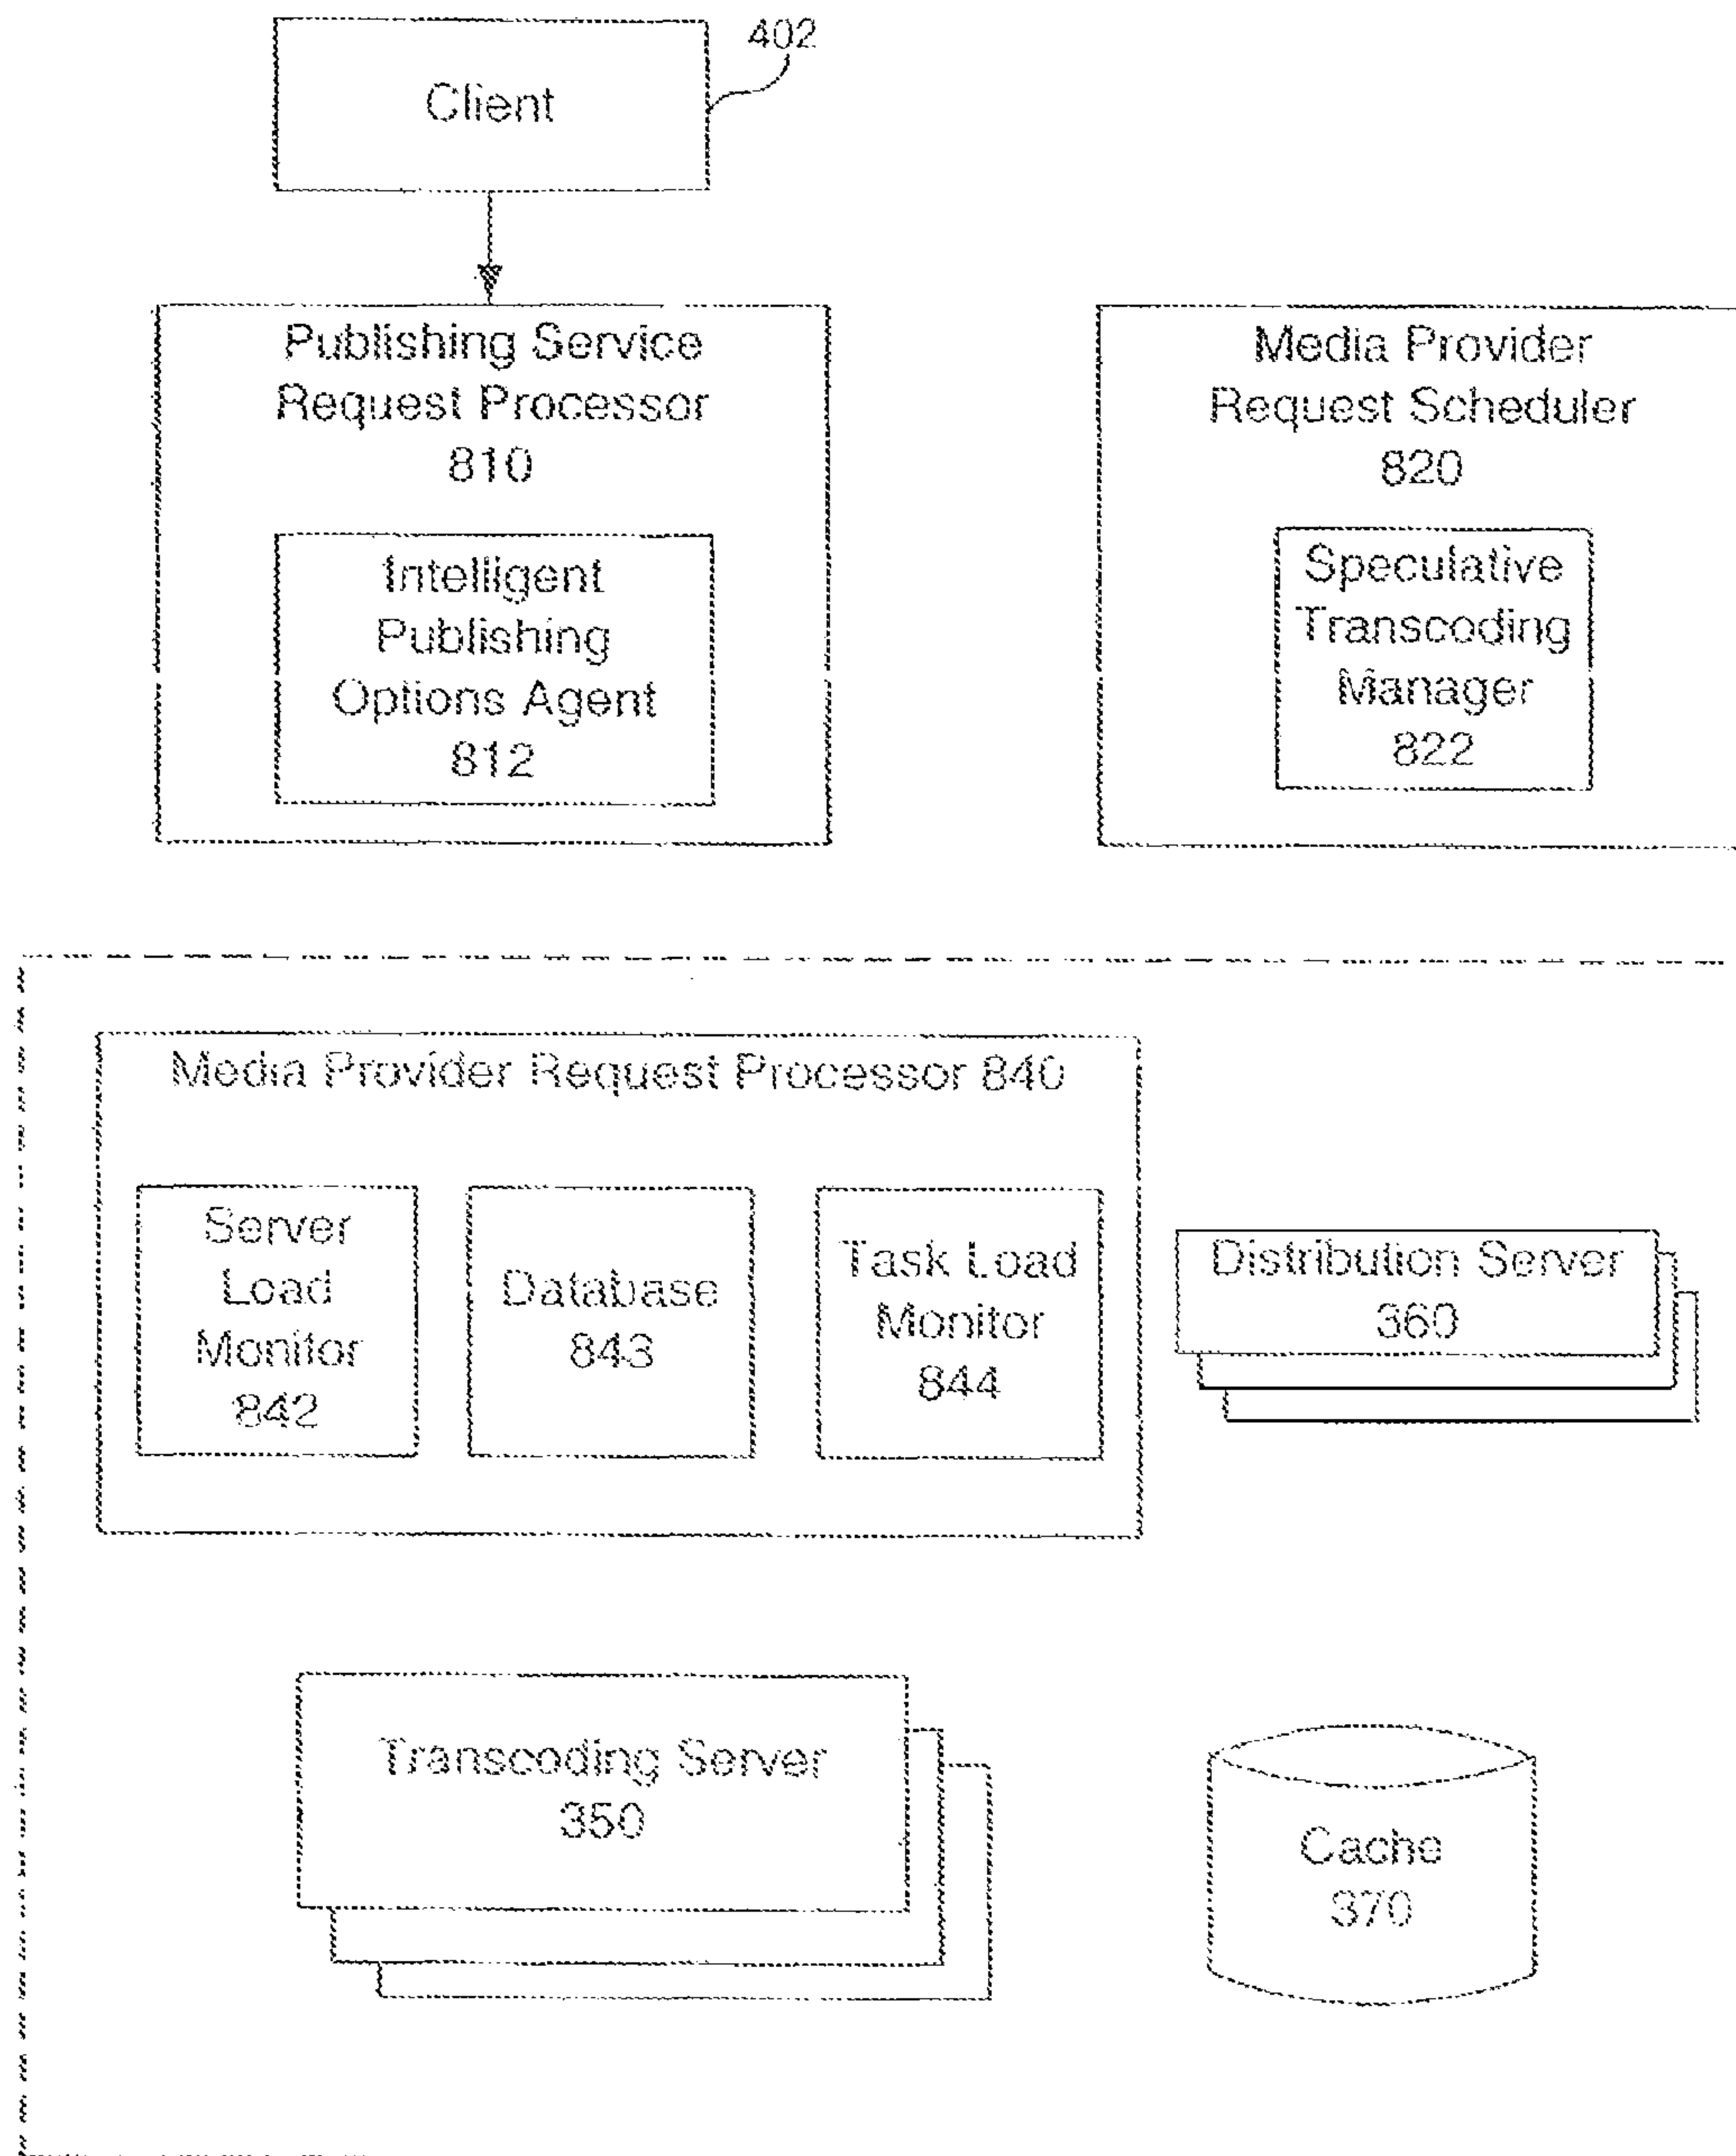 402
Client
Publishing Service
Request Processor
810
Intelligent
Publishing
Options Agent
812
Media Provider
Request Scheduler
820
Speculative
Transcoding
Manager
822
Media Provider Request Processor 840
Server
Load
Monitor
842
Database
843
Task Load
Monitor
844
Distribution Server
360
Transcoding Server
350
Cache
370